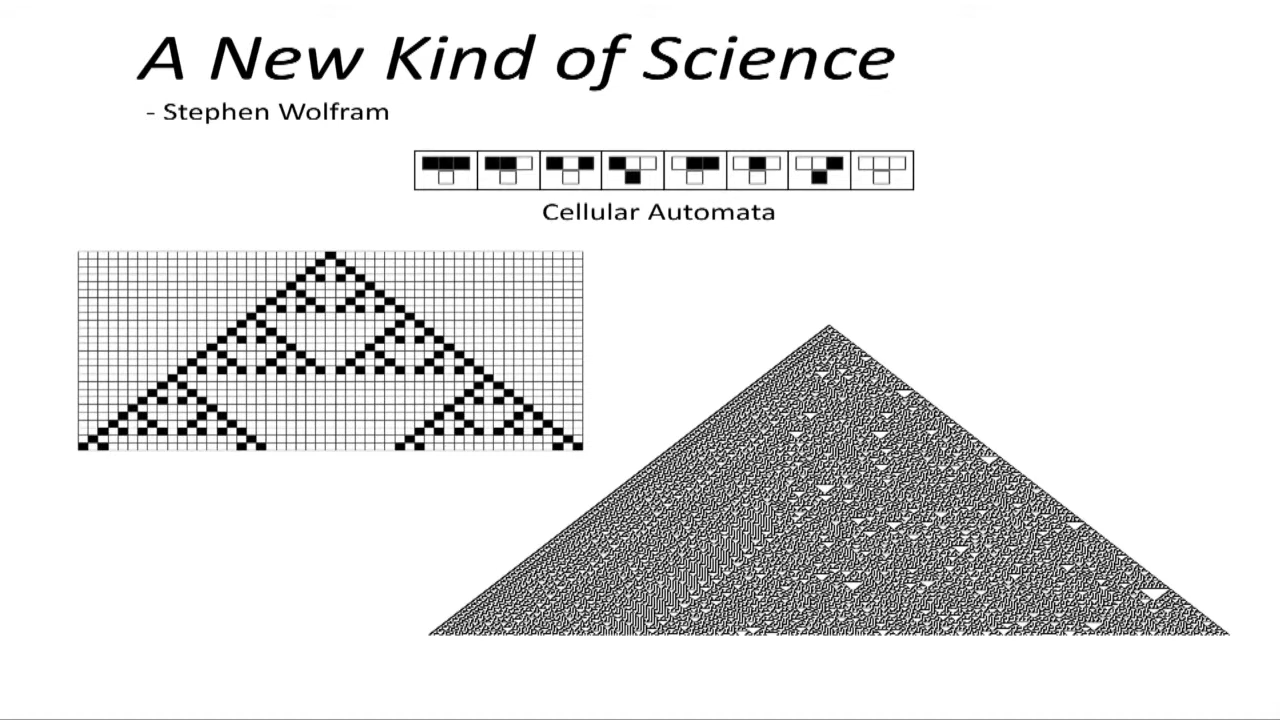 A New Kind of Science
- Stephen Wolfram
Cellular Automata